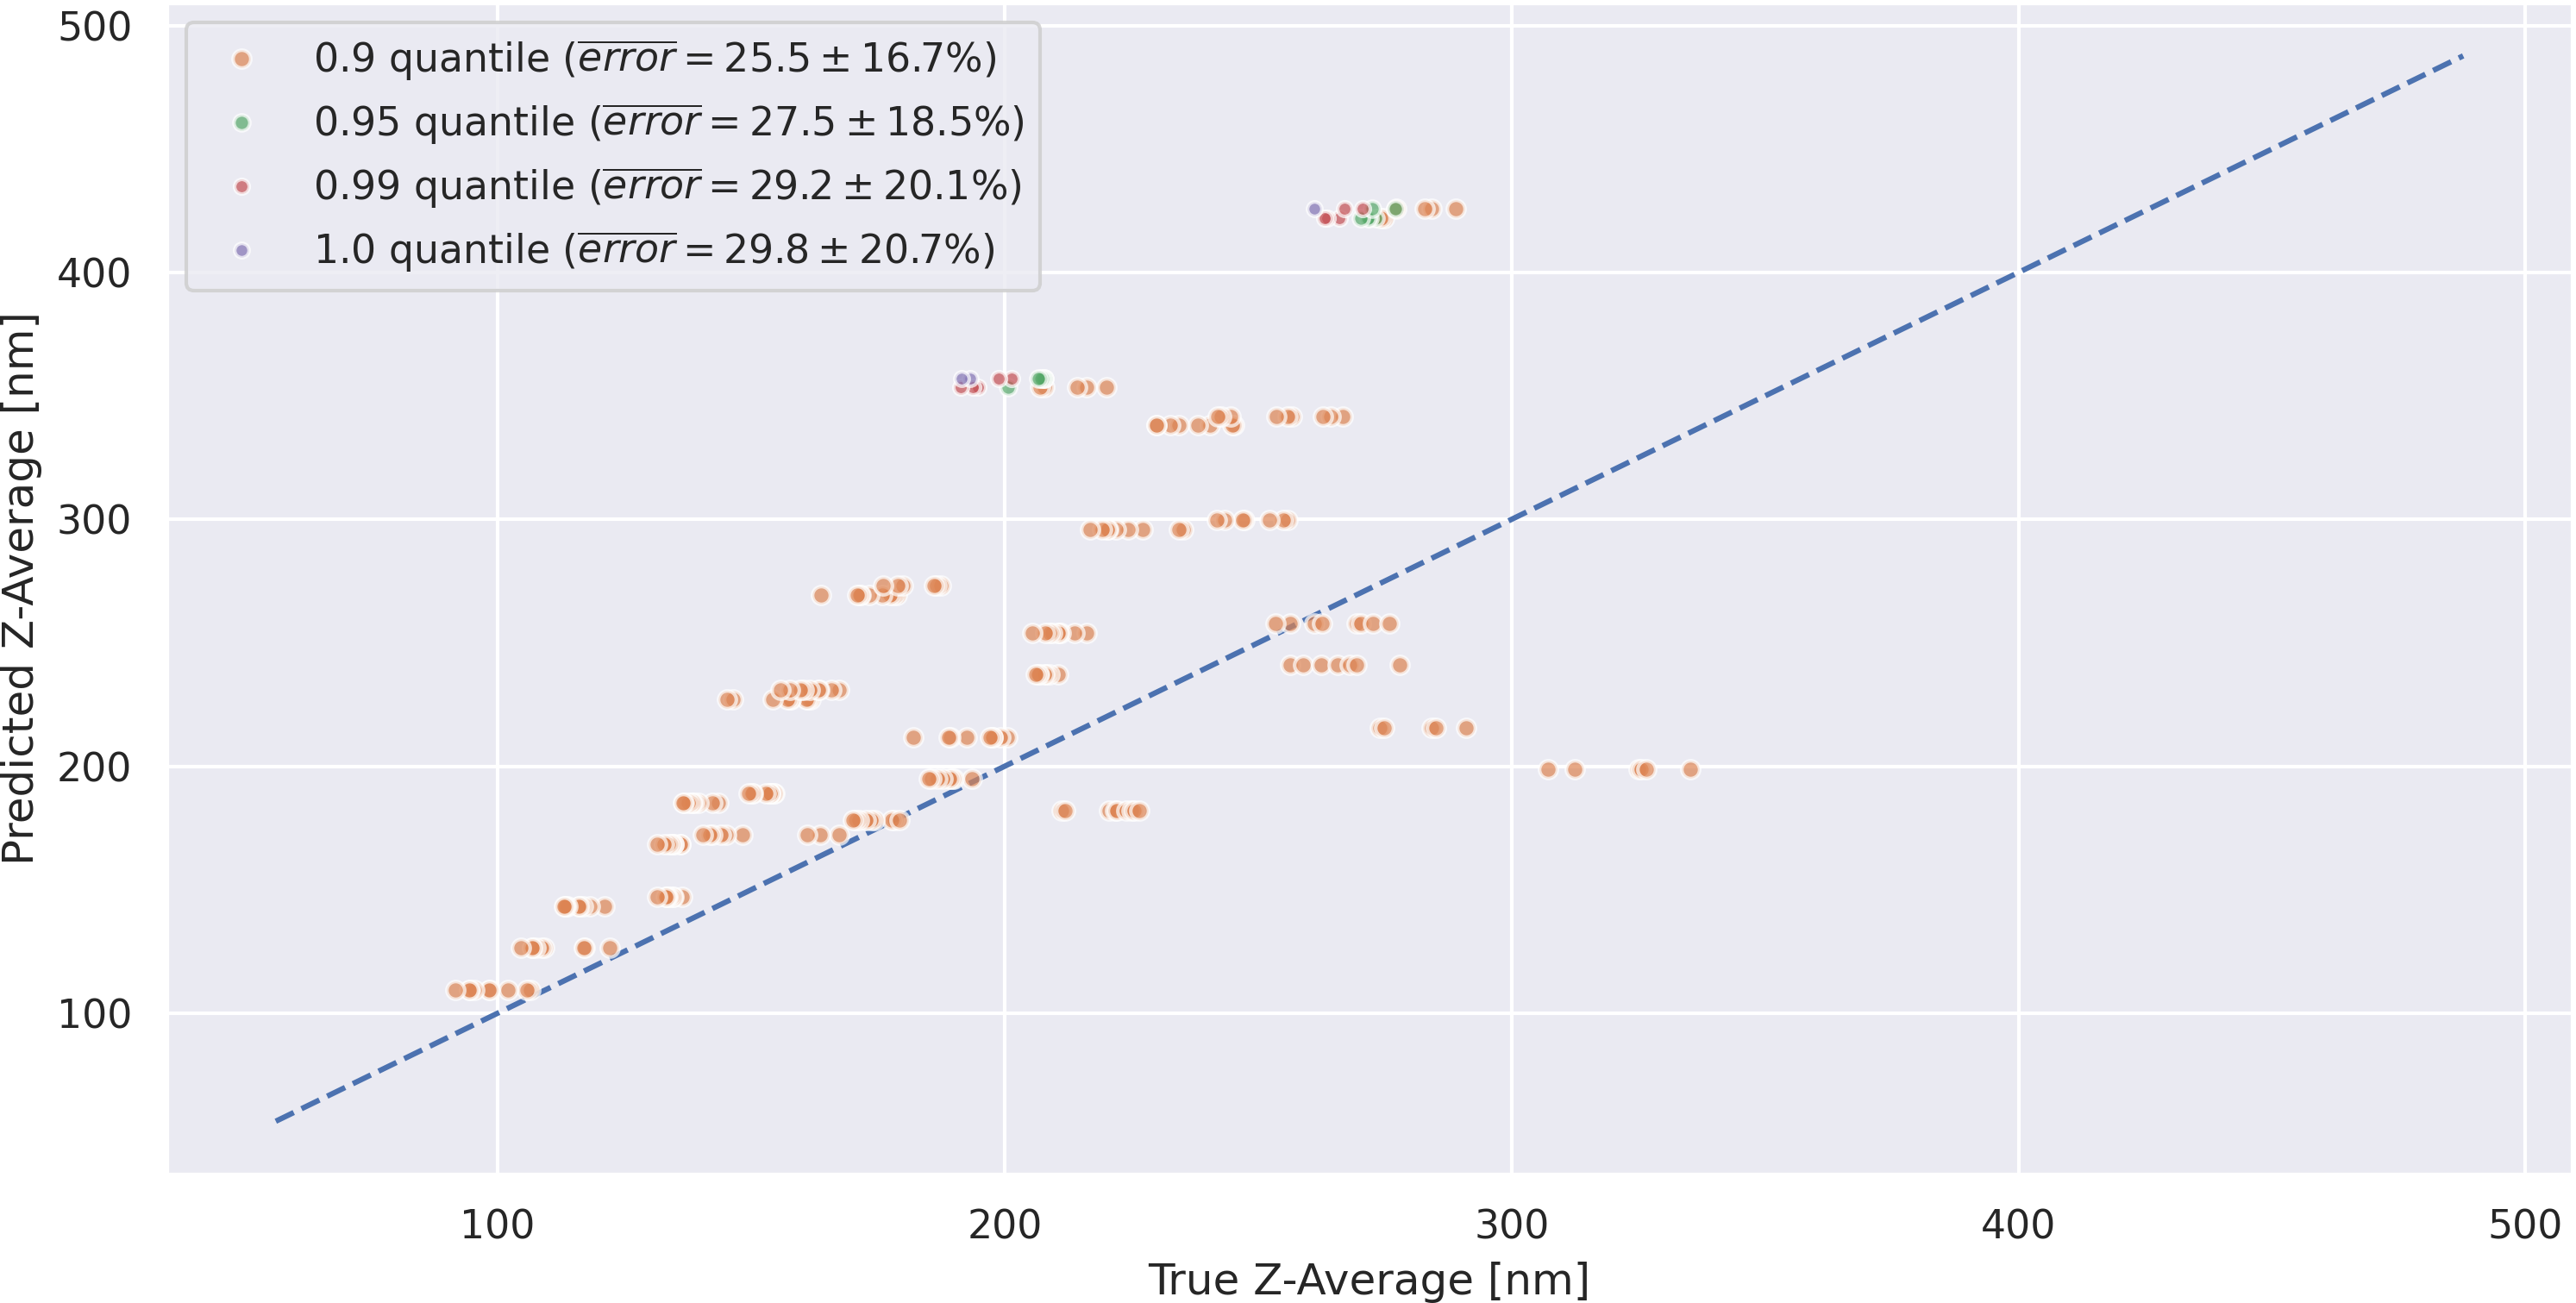 500
400
300
200
100
Predicted Z-Average [nm]
0.9 quantile (error = 25.5 ± 16.7%)
0.95 quantile (error = 27.5 ± 18.5%)
0.99 quantile (error = 29.2 ± 20.1%)
1.0 quantile (error = 29.8 ± 20.7%)
100 200 300 400 500
True Z-Average [nm]